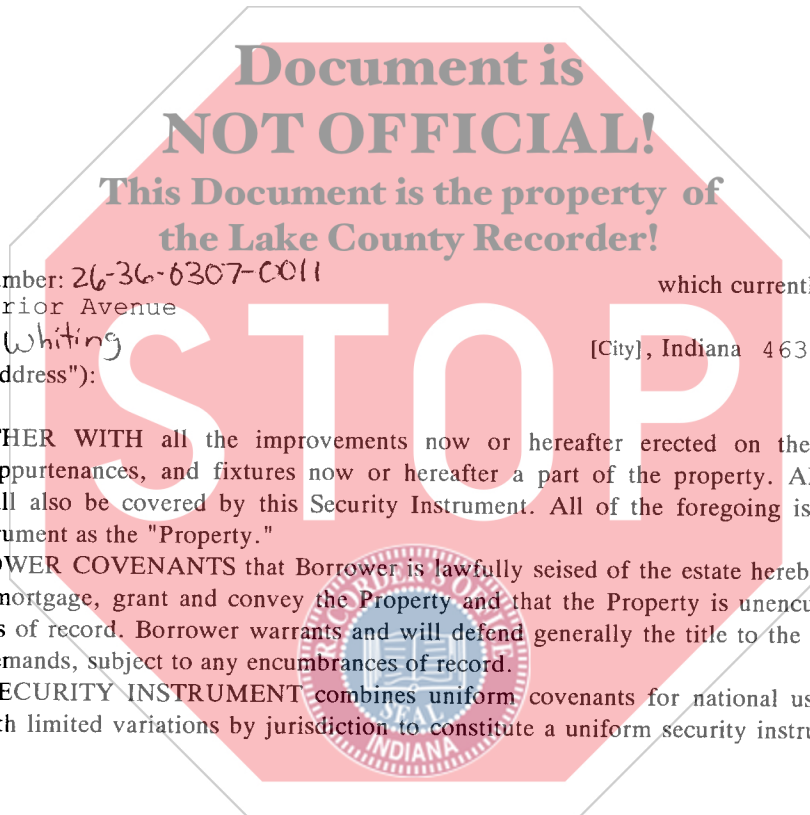 Document is
NOT OFFICIAL!
This Document is the property of
the Lake County Recorder!
mber: 26-36-0307-0011 which current
rior Avenue
Whiting [City], Indiana 463
ddress"):
STOP
HER WITH all the improvements now or hereafter erected on the
ppurtenances, and fixtures now or hereafter a part of the property. A
ll also be covered by this Security Instrument. All of the foregoing is
rument as the "Property."
OWER COVENANTS that Borrower is lawfully seised of the estate hereb
mortgage, grant and convey the Property and that the Property is unencu
s of record. Borrower warrants and will defend generally the title to the
emands, subject to any encumbrances of record.
ECURITY INSTRUMENT combines uniform covenants for national us
th limited variations by jurisdiction to constitute a uniform security instru
RECORDER'S OFFICE
SEAL
INDIANA